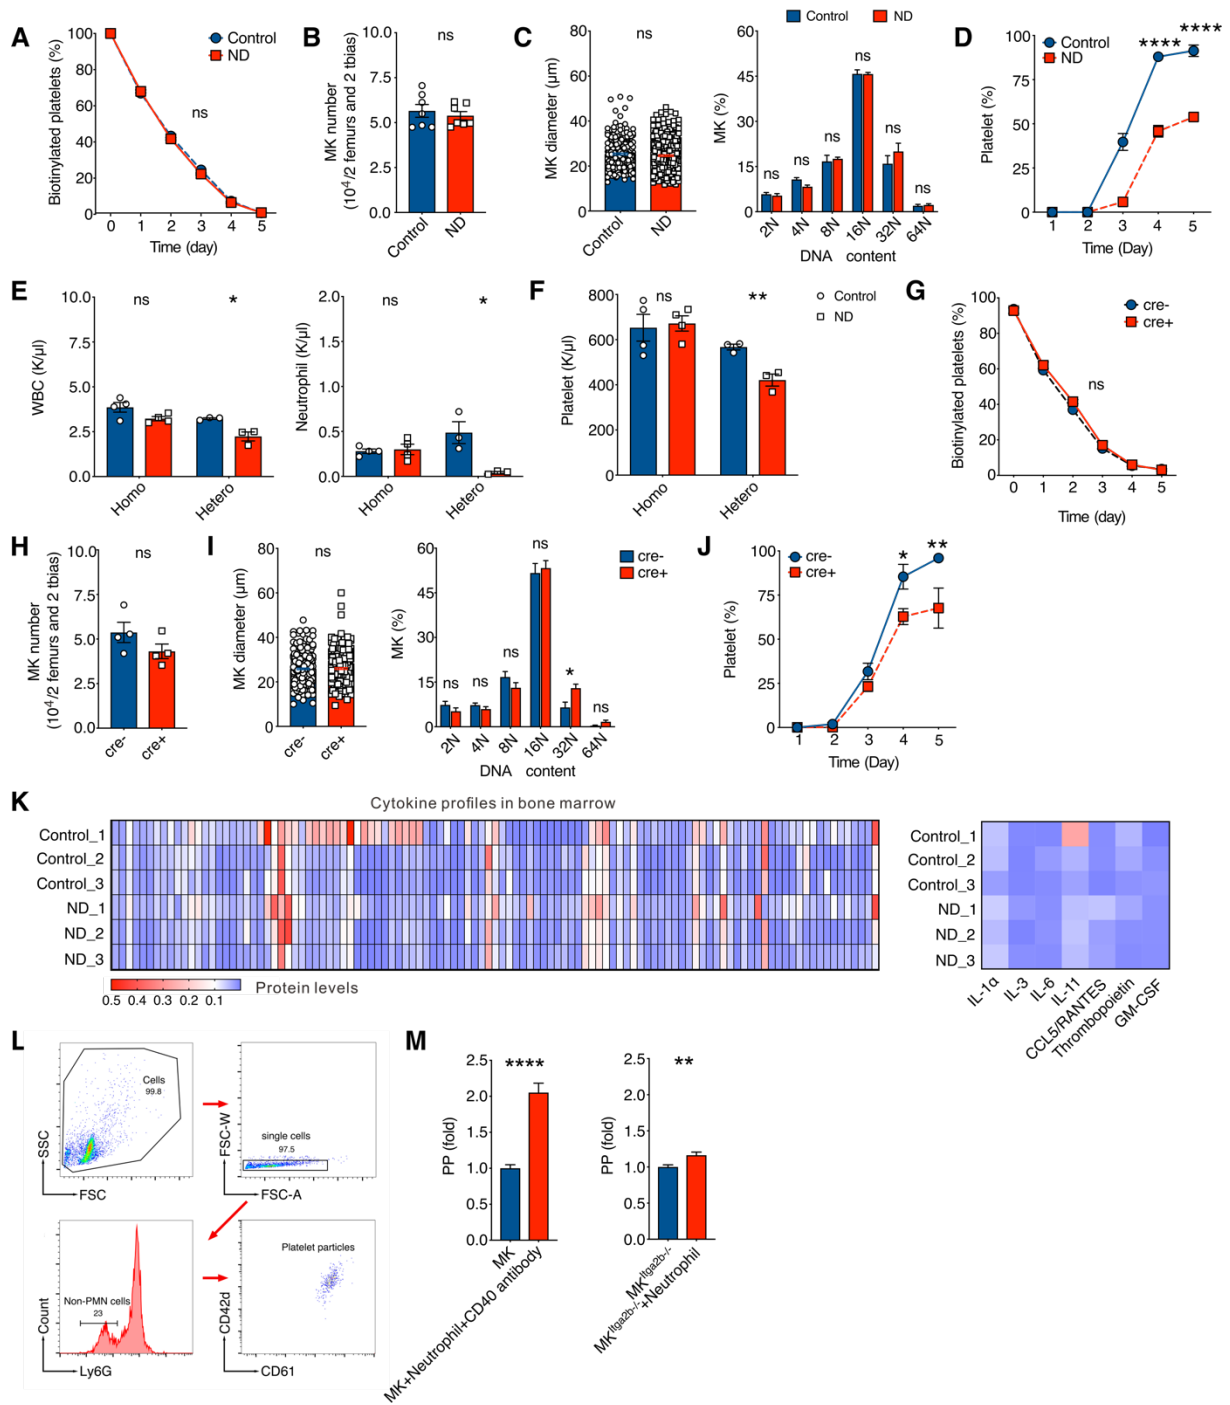 A
Biotinylated platelets (%)
100
80
60
40
20
0
0 1 2 3 4 5
Time (day)
Control
ND
ns
B
MK number
(10⁴/2 femurs and 2 tbias)
10.0
7.5
5.0
2.5
0.0
ns
Control
ND
C
MK diameter (μm)
80
60
40
20
0
ns
Control
ND
Control
ND
MK (%)
60
45
30
15
0
ns ns ns ns ns ns
2N 4N 8N 16N 32N 64N
DNA content
D
Platelet (%)
100
75
50
25
0
Control
ND
**** ****
1 2 3 4 5
Time (Day)
E
WBC (K/μl)
10.0
7.5
5.0
2.5
0.0
ns *
Homo
Hetero
Neutrophil (K/μl)
2.0
1.5
1.0
0.5
0.0
ns *
Homo
Hetero
F
Platelet (K/μl)
800
600
400
200
0
ns **
Homo
Hetero
Control
ND
G
Biotinylated platelets (%)
100
80
60
40
20
0
cre-
cre+
ns
0 1 2 3 4 5
Time (day)
H
MK number
(10⁴/2 femurs and 2 tbias)
10.0
7.5
5.0
2.5
0.0
ns
cre-
cre+
I
MK diameter (μm)
80
60
40
20
0
ns
cre-
cre+
MK (%)
60
45
30
15
0
ns ns ns ns * ns
2N 4N 8N 16N 32N 64N
DNA content
cre-
cre+
J
Platelet (%)
100
75
50
25
0
cre-
cre+
* **
1 2 3 4 5
Time (Day)
K
Cytokine profiles in bone marrow
Control_1
Control_2
Control_3
ND_1
ND_2
ND_3
0.5 0.4 0.3 0.2 0.1
Protein levels
Control_1
Control_2
Control_3
ND_1
ND_2
ND_3
IL-1α
IL-3
IL-6
IL-11
CCL5/RANTES
Thrombopoietin
GM-CSF
L
SSC
FSC
Cells
99.8
FSC-W
FSC-A
single cells
97.5
Count
Ly6G
Non-PMN cells
23
CD42d
CD61
Platelet particles
M
PP (fold)
2.5
2.0
1.5
1.0
0.5
0.0
****
MK
MK+Neutrophil+CD40 antibody
PP (fold)
2.5
2.0
1.5
1.0
0.5
0.0
**
MK^Itga2b-/-
MK^Itga2b-/-+Neutrophil